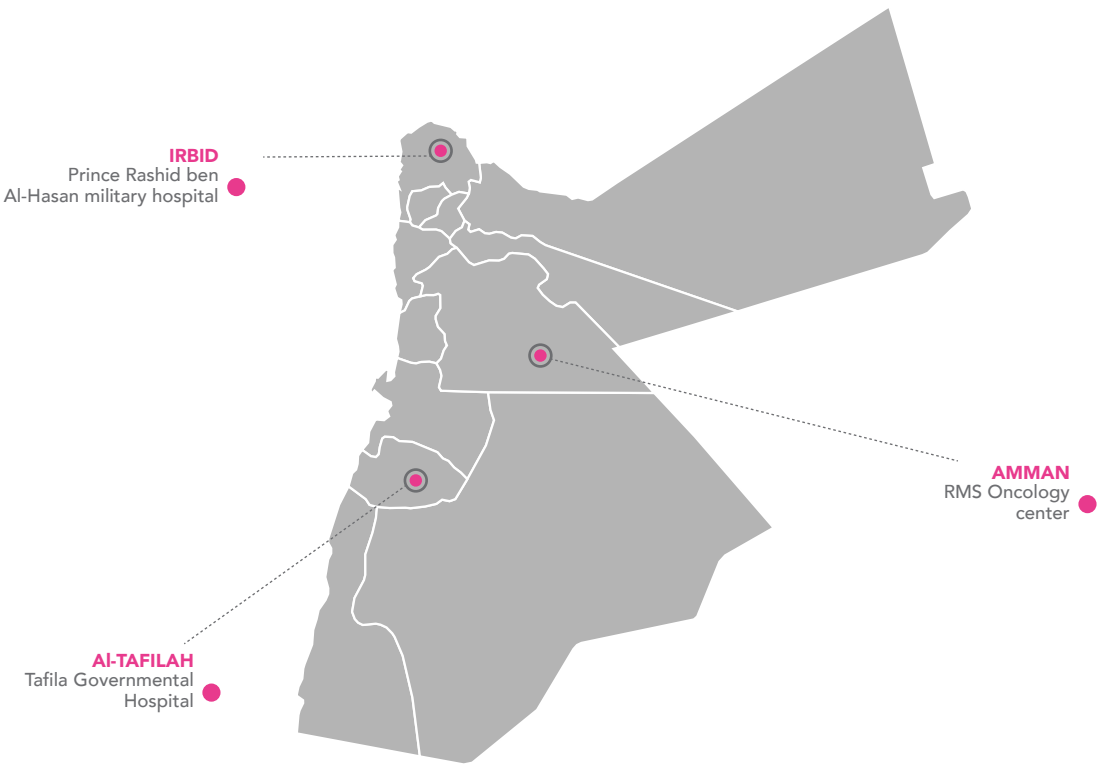 IRBID
Prince Rashid ben
Al-Hasan military hospital
AMMAN
RMS Oncology
center
Al-TAFILAH
Tafila Governmental
Hospital